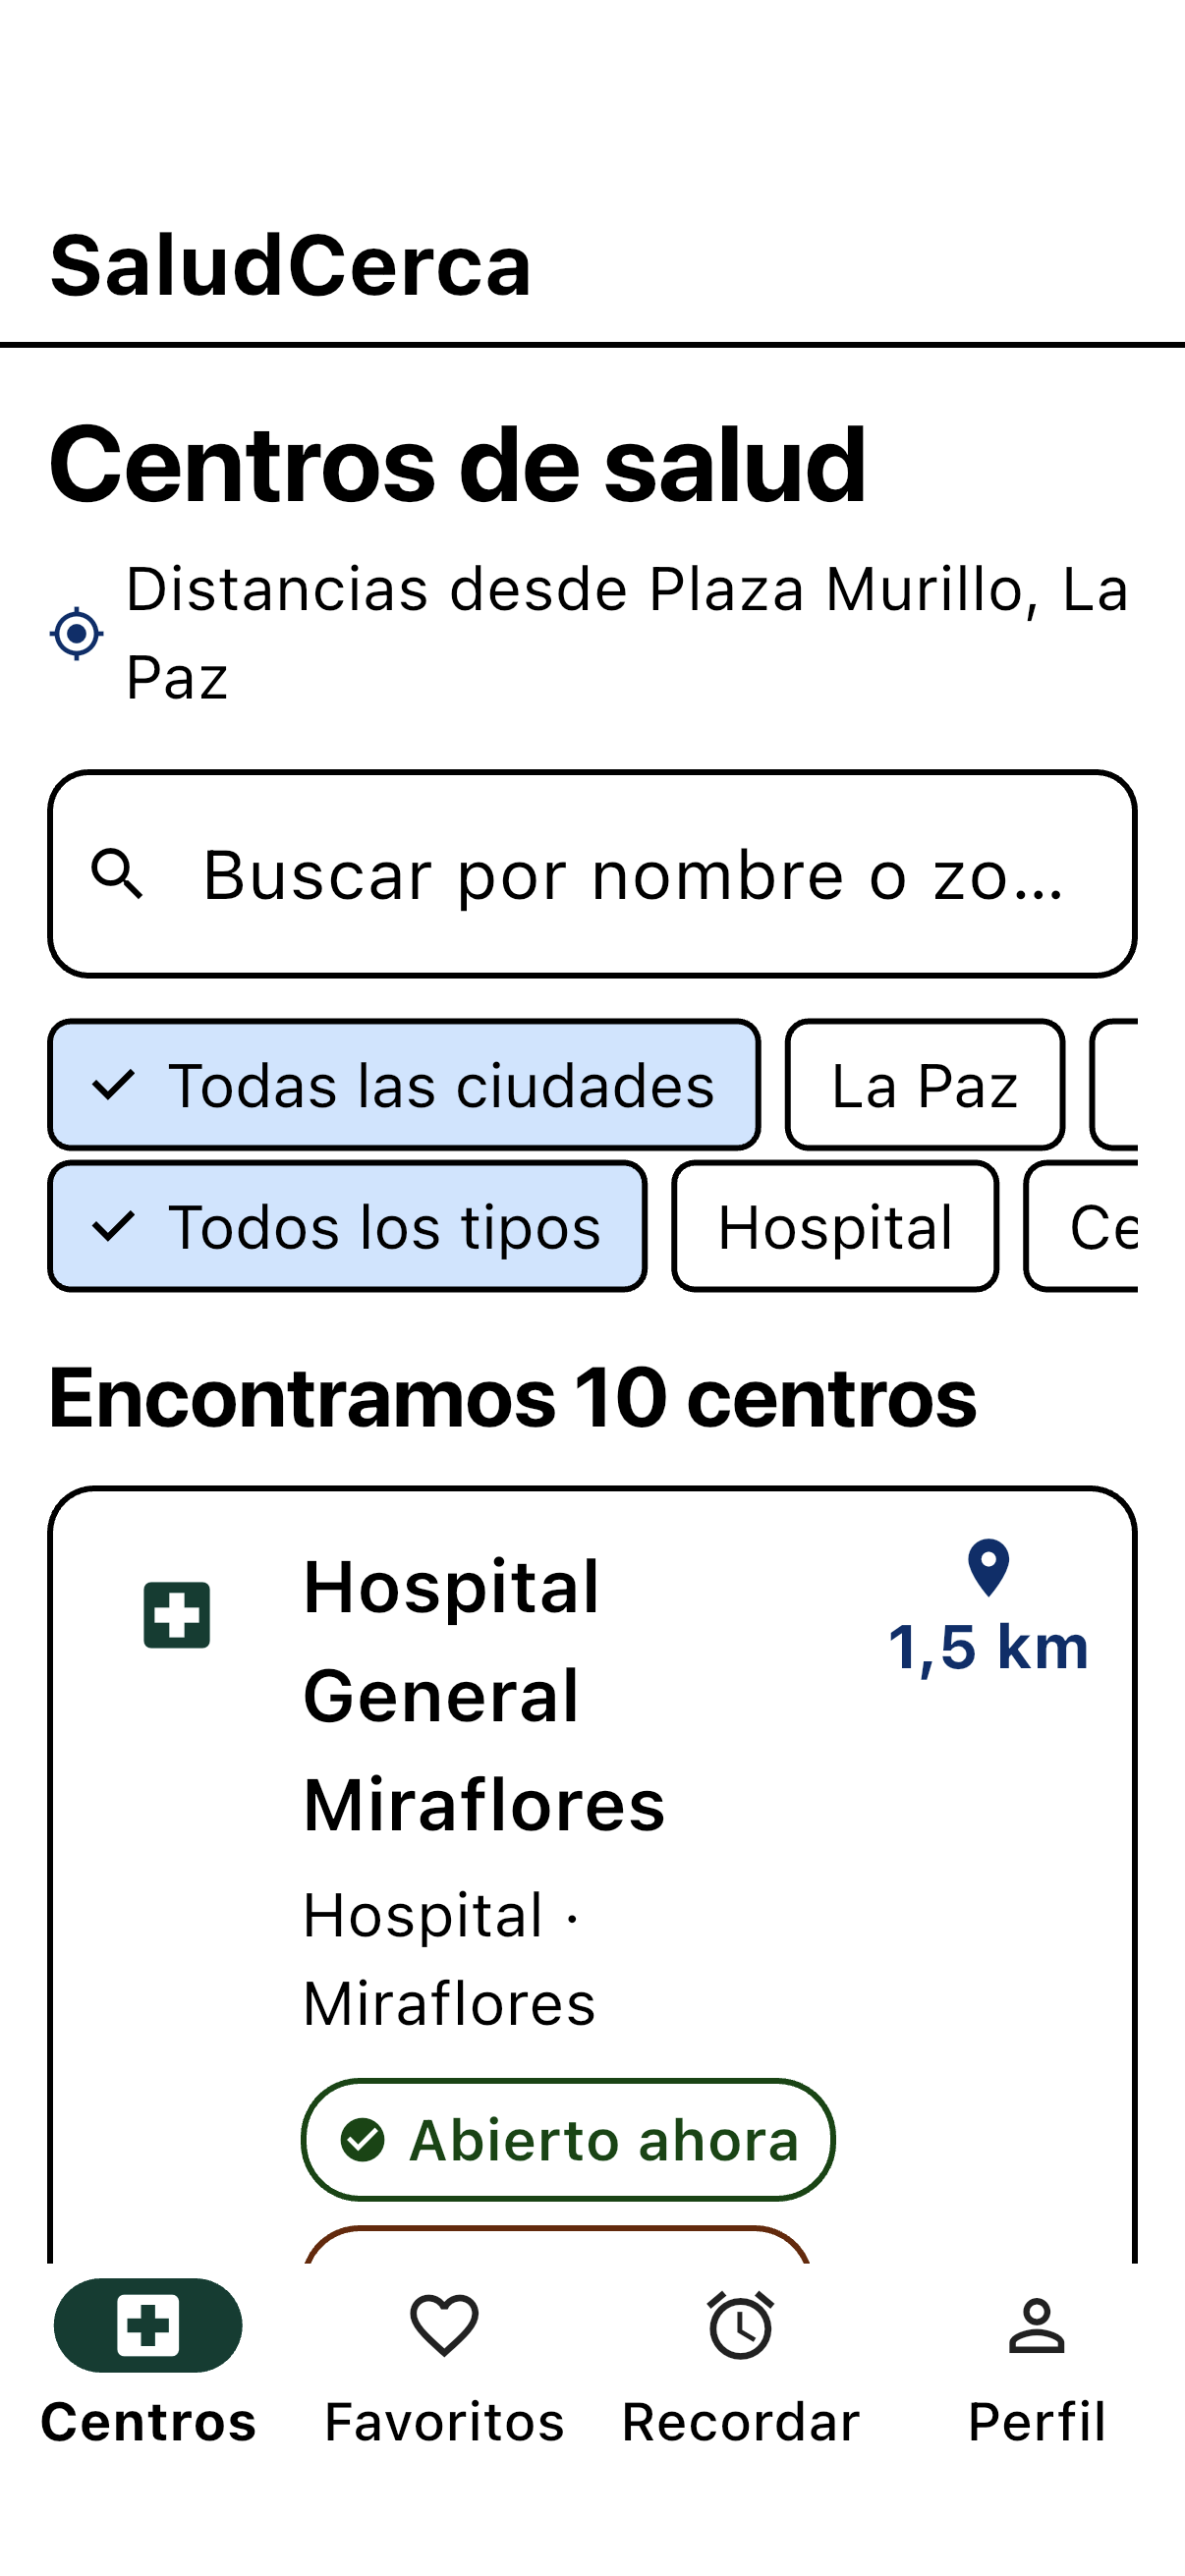 SaludCerca
Centros de salud
Distancias desde Plaza Murillo, La
Paz
Buscar por nombre o zo...
Todas las ciudades
La Paz
Todos los tipos
Hospital
Ce
Encontramos 10 centros
Hospital
General
Miraflores
1,5 km
Hospital ·
Miraflores
Abierto ahora
Centros
Favoritos
Recordar
Perfil